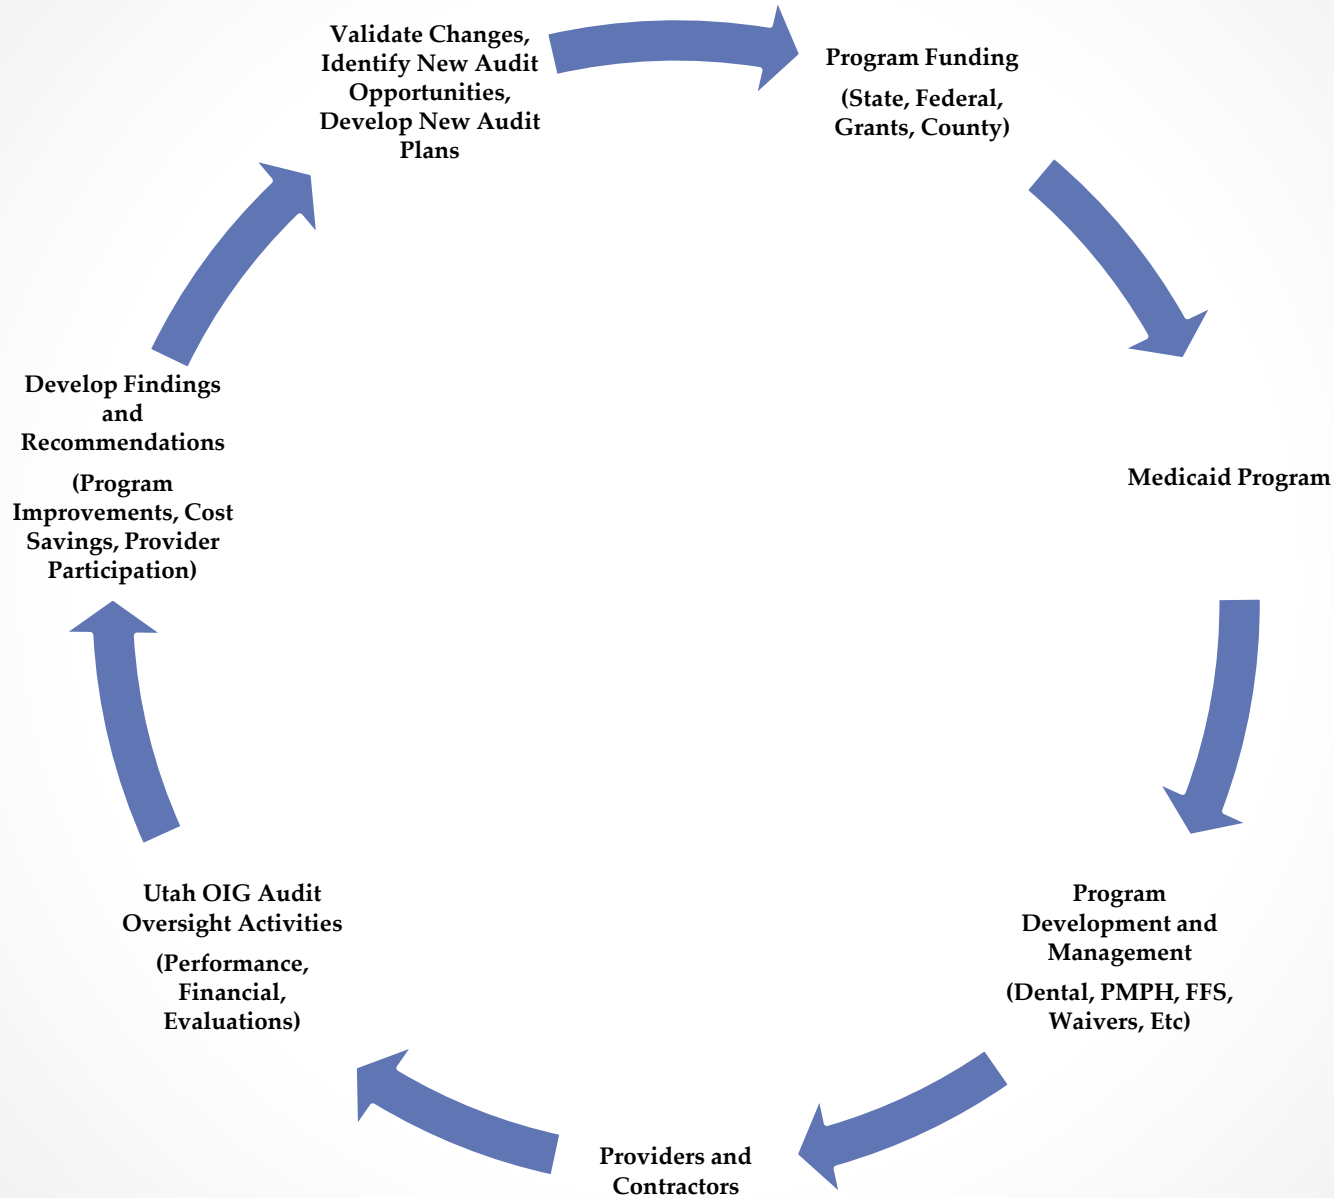 Validate Changes,
Identify New Audit
Opportunities,
Develop New Audit
Plans
Program Funding
(State, Federal,
Grants, County)
Medicaid Program
Program
Development and
Management
(Dental, PMPH, FFS,
Waivers, Etc)
Providers and
Contractors
Utah OIG Audit
Oversight Activities
(Performance,
Financial,
Evaluations)
Develop Findings
and
Recommendations
(Program
Improvements, Cost
Savings, Provider
Participation)